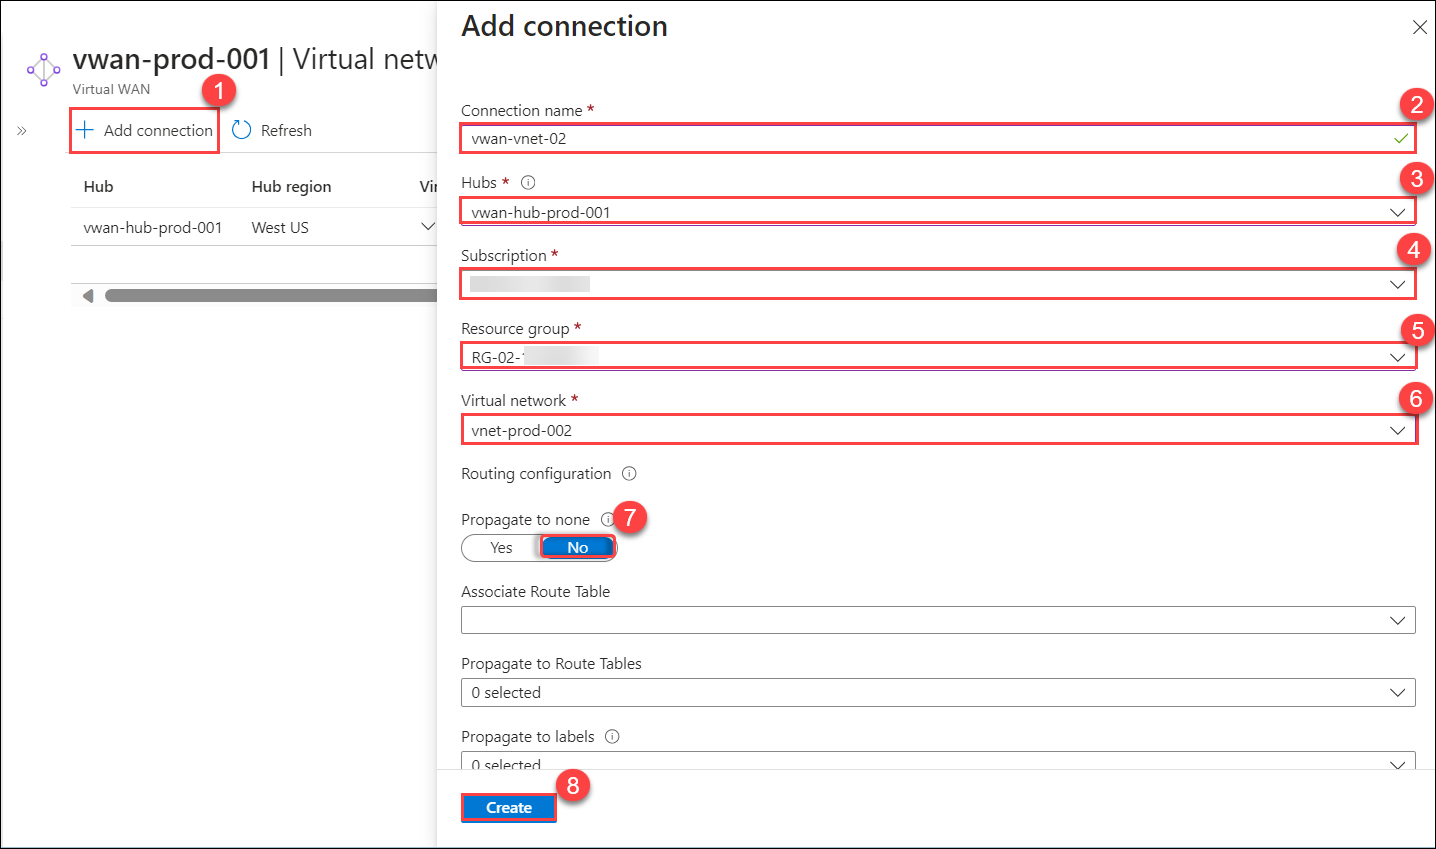 vwan-prod-001 | Virtual netw
Virtual WAN
1
Add connection
Refresh
Hub
Hub region
Vir
vwan-hub-prod-001
West US
Add connection
2
Connection name *
vwan-vnet-02
3
Hubs *
vwan-hub-prod-001
4
Subscription *
5
Resource group *
RG-02-
6
Virtual network *
vnet-prod-002
Routing configuration
7
Propagate to none
Yes
No
Associate Route Table
Propagate to Route Tables
0 selected
Propagate to labels
0 selected
8
Create